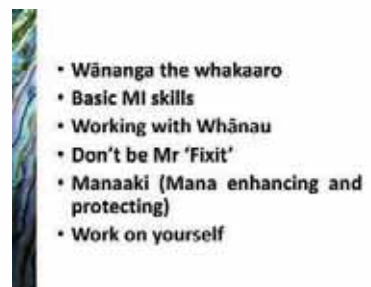 • Wānanga the whakaaro
• Basic MI skills
• Working with Whānau
• Don't be Mr 'Fixit'
• Manaaki (Mana enhancing and
protecting)
• Work on yourself